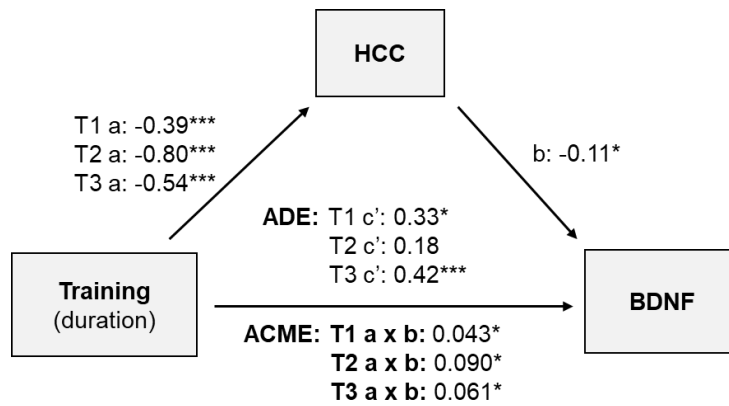 HCC
T1 a: -0.39***
T2 a: -0.80***
T3 a: -0.54***
b: -0.11*
ADE: T1 c’: 0.33*
T2 c’: 0.18
T3 c’: 0.42***
Training
(duration)
BDNF
ACME: T1 a x b: 0.043*
T2 a x b: 0.090*
T3 a x b: 0.061*